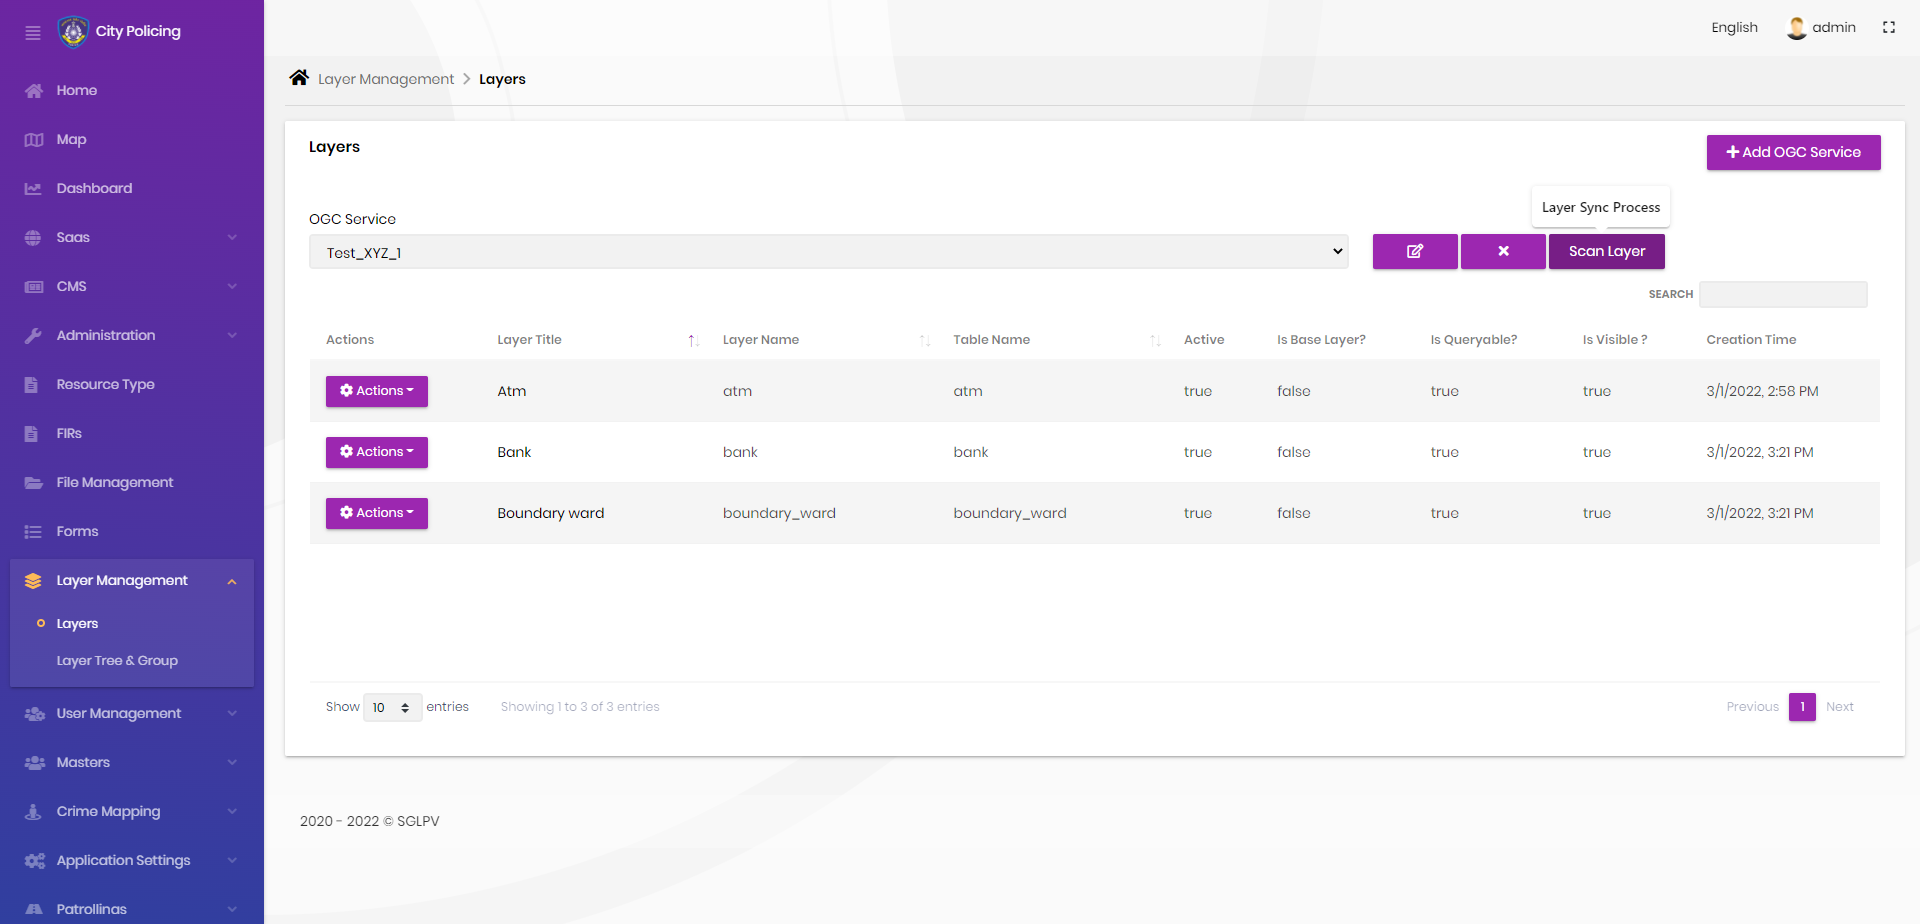 City Policing
English
admin
Home
Map
Dashboard
Saas
CMS
Administration
Resource Type
FIRs
File Management
Forms
Layer Management
Layers
Layer Tree & Group
User Management
Masters
Crime Mapping
Application Settings
Patrollings
Layer Management > Layers
Layers
+ Add OGC Service
Layer Sync Process
OGC Service
Test_XYZ_1
Scan Layer
SEARCH
Actions Layer Title Layer Name Table Name Active Is Base Layer? Is Queryable? Is Visible ? Creation Time
Actions Atm atm atm true false true true 3/1/2022, 2:58 PM
Actions Bank bank bank true false true true 3/1/2022, 3:21 PM
Actions Boundary ward boundary_ward boundary_ward true false true true 3/1/2022, 3:21 PM
Show 10 entries Showing 1 to 3 of 3 entries Previous 1 Next
2020 - 2022 © SGLPV